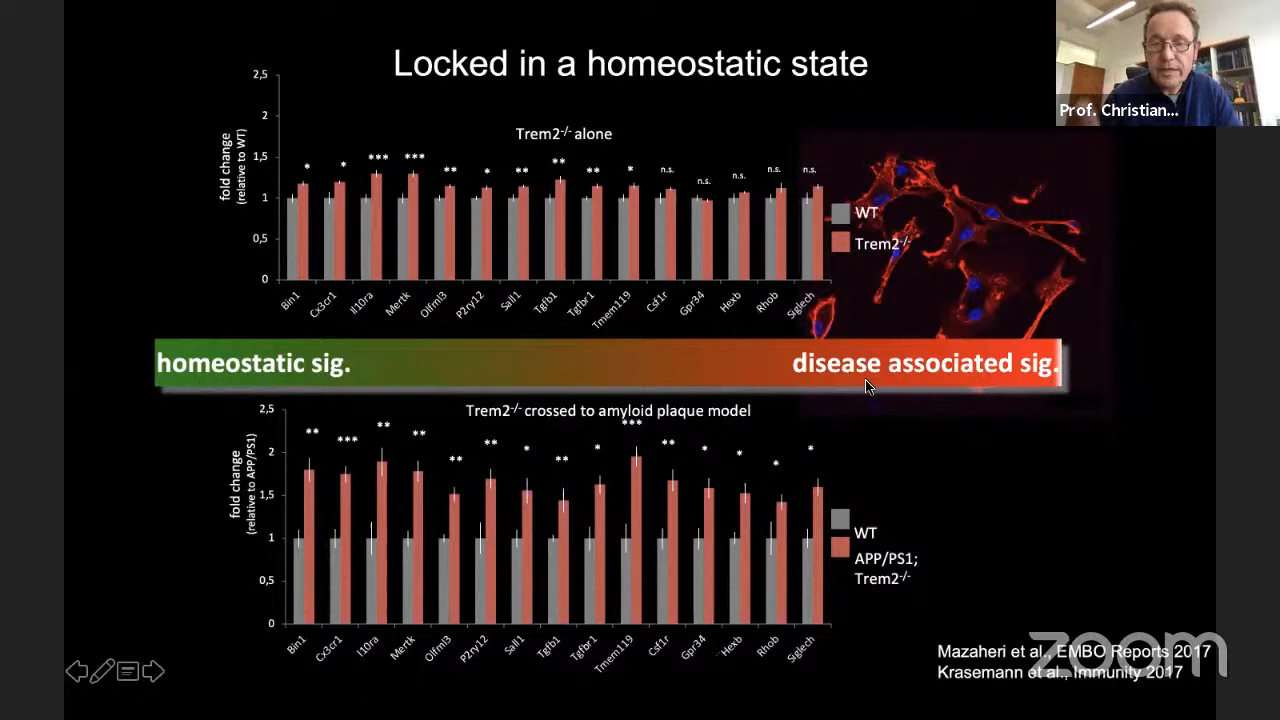 Locked in a homeostatic state
Prof. Christian...
Trem2-/- alone
fold change
(relative to WT)
2,5
2
1,5
1
0,5
0
* * *** *** ** * ** ** ** * n.s. n.s. n.s. n.s. n.s.
Bin1 Cx3cr1 Il10ra Mertk Olfml3 P2ry12 Sall1 Tgfb1 Tgfbr1 Tmem119 Csf1r Gpr34 Hexb Rhob Siglech
WT
Trem2-/-
homeostatic sig.
disease associated sig.
Trem2-/- crossed to amyloid plaque model
fold change
(relative to APP/PS1)
2,5
2
1,5
1
0,5
0
** *** ** ** ** ** * ** * *** ** * * * *
Bin1 Cx3cr1 Il10ra Mertk Olfml3 P2ry12 Sall1 Tgfb1 Tgfbr1 Tmem119 Csf1r Gpr34 Hexb Rhob Siglech
WT
APP/PS1;
Trem2-/-
Mazaheri et al., EMBO Reports 2017
Krasemann et al., Immunity 2017
zoom